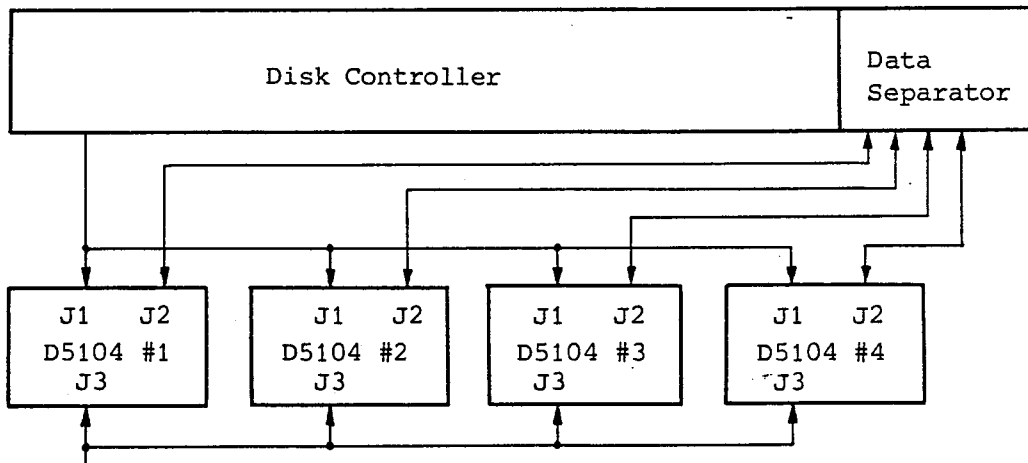 Disk Controller
Data
Separator
J1 J2
D5104 #1
J3
J1 J2
D5104 #2
J3
J1 J2
D5104 #3
J3
J1 J2
D5104 #4
J3